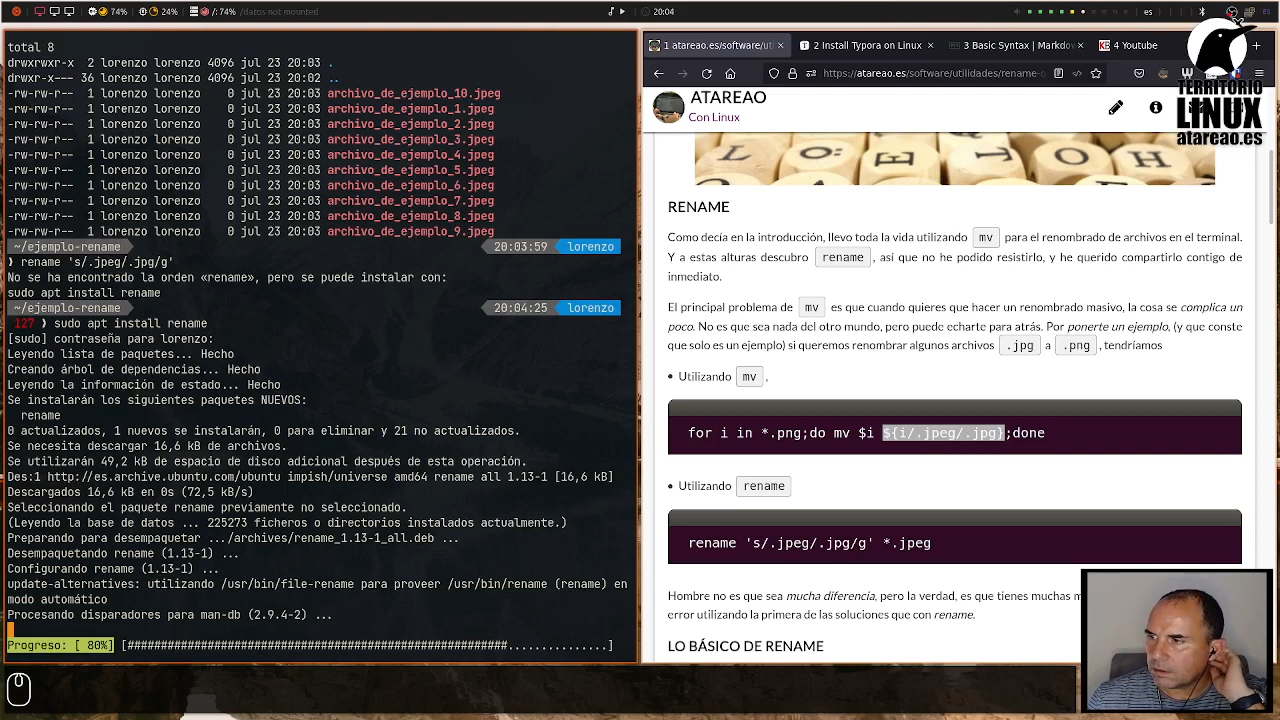 74% 24% /: 74% /datos not mounted
20:04
es
ES
total 8
drwxrwxr-x 2 lorenzo lorenzo 4096 jul 23 20:03 .
drwxr-x--- 36 lorenzo lorenzo 4096 jul 23 20:02 ..
-rw-rw-r-- 1 lorenzo lorenzo 0 jul 23 20:03 archivo_de_ejemplo_10.jpeg
-rw-rw-r-- 1 lorenzo lorenzo 0 jul 23 20:03 archivo_de_ejemplo_1.jpeg
-rw-rw-r-- 1 lorenzo lorenzo 0 jul 23 20:03 archivo_de_ejemplo_2.jpeg
-rw-rw-r-- 1 lorenzo lorenzo 0 jul 23 20:03 archivo_de_ejemplo_3.jpeg
-rw-rw-r-- 1 lorenzo lorenzo 0 jul 23 20:03 archivo_de_ejemplo_4.jpeg
-rw-rw-r-- 1 lorenzo lorenzo 0 jul 23 20:03 archivo_de_ejemplo_5.jpeg
-rw-rw-r-- 1 lorenzo lorenzo 0 jul 23 20:03 archivo_de_ejemplo_6.jpeg
-rw-rw-r-- 1 lorenzo lorenzo 0 jul 23 20:03 archivo_de_ejemplo_7.jpeg
-rw-rw-r-- 1 lorenzo lorenzo 0 jul 23 20:03 archivo_de_ejemplo_8.jpeg
-rw-rw-r-- 1 lorenzo lorenzo 0 jul 23 20:03 archivo_de_ejemplo_9.jpeg
~/ejemplo-rename 20:03:59 lorenzo
❯ rename 's/.jpeg/.jpg/g'
No se ha encontrado la orden «rename», pero se puede instalar con:
sudo apt install rename
~/ejemplo-rename 20:04:25 lorenzo
127 ❯ sudo apt install rename
[sudo] contraseña para lorenzo:
Leyendo lista de paquetes... Hecho
Creando árbol de dependencias... Hecho
Leyendo la información de estado... Hecho
Se instalarán los siguientes paquetes NUEVOS:
rename
0 actualizados, 1 nuevos se instalarán, 0 para eliminar y 21 no actualizados.
Se necesita descargar 16,6 kB de archivos.
Se utilizarán 49,2 kB de espacio de disco adicional después de esta operación.
Des:1 http://es.archive.ubuntu.com/ubuntu impish/universe amd64 rename all 1.13-1 [16,6 kB]
Descargados 16,6 kB en 0s (72,5 kB/s)
Seleccionando el paquete rename previamente no seleccionado.
(Leyendo la base de datos ... 225273 ficheros o directorios instalados actualmente.)
Preparando para desempaquetar .../archives/rename_1.13-1_all.deb ...
Desempaquetando rename (1.13-1) ...
Configurando rename (1.13-1) ...
update-alternatives: utilizando /usr/bin/file-rename para proveer /usr/bin/rename (rename) en
modo automático
Procesando disparadores para man-db (2.9.4-2) ...
Progreso: [ 80%] [##########################################################...............]
1 atareao.es/software/uti
2 Install Typora on Linux
3 Basic Syntax | Markdow
4 Youtube
https://atareao.es/software/utilidades/rename-
TERRITORIO
LINUX
atareao.es
ATAREAO
Con Linux
RENAME
Como decía en la introducción, llevo toda la vida utilizando mv para el renombrado de archivos en el terminal.
Y a estas alturas descubro rename, así que no he podido resistirlo, y he querido compartirlo contigo de
inmediato.
El principal problema de mv es que cuando quieres que hacer un renombrado masivo, la cosa se complica un
poco. No es que sea nada del otro mundo, pero puede echarte para atrás. Por ponerte un ejemplo, (y que conste
que solo es un ejemplo) si queremos renombrar algunos archivos .jpg a .png, tendríamos
• Utilizando mv.
for i in *.png;do mv $i ${i/.jpeg/.jpg};done
• Utilizando rename
rename 's/.jpeg/.jpg/g' *.jpeg
Hombre no es que sea mucha diferencia, pero la verdad, es que tienes muchas m
error utilizando la primera de las soluciones que con rename.
LO BÁSICO DE RENAME